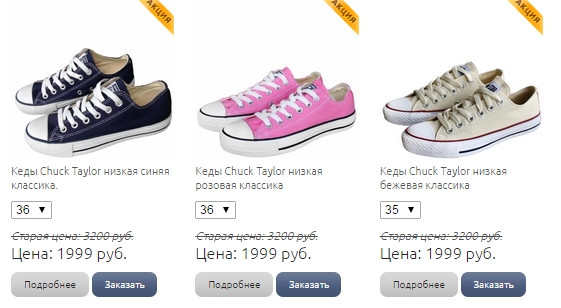 АКЦИЯ
АКЦИЯ
АКЦИЯ
Кеды Chuck Taylor низкая синяя
классика.
36
Старая цена: 3200 руб.
Цена: 1999 руб.
Подробнее
Заказать
Кеды Chuck Taylor низкая
розовая классика
36
Старая цена: 3200 руб.
Цена: 1999 руб.
Подробнее
Заказать
Кеды Chuck Taylor низкая
бежевая классика
35
Старая цена: 3200 руб.
Цена: 1999 руб.
Подробнее
Заказать